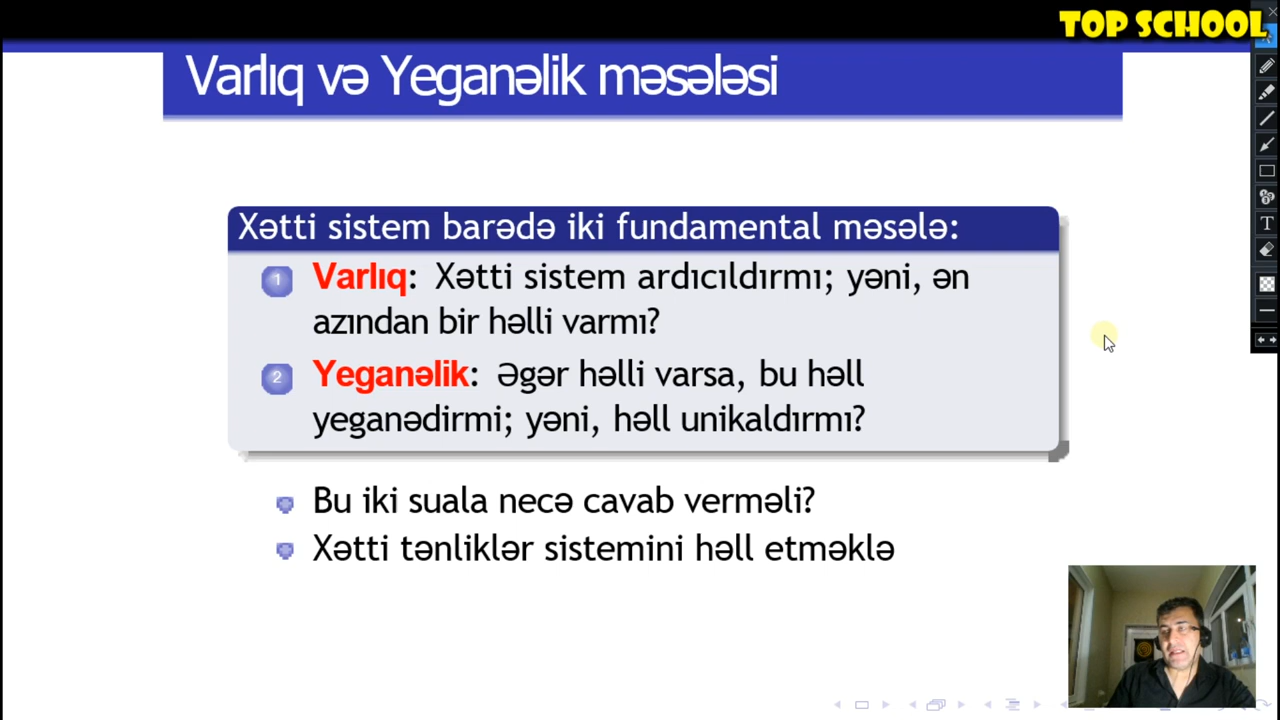 TOP SCHOOL
Varlıq və Yeganəlik məsələsi
Xətti sistem barədə iki fundamental məsələ:
1 Varlıq: Xətti sistem ardıcıldırmı; yəni, ən
azından bir həlli varmı?
2 Yeganəlik: Əgər həlli varsa, bu həll
yeganədirmi; yəni, həll unikaldırmı?
Bu iki suala necə cavab verməli?
Xətti tənliklər sistemini həll etməklə